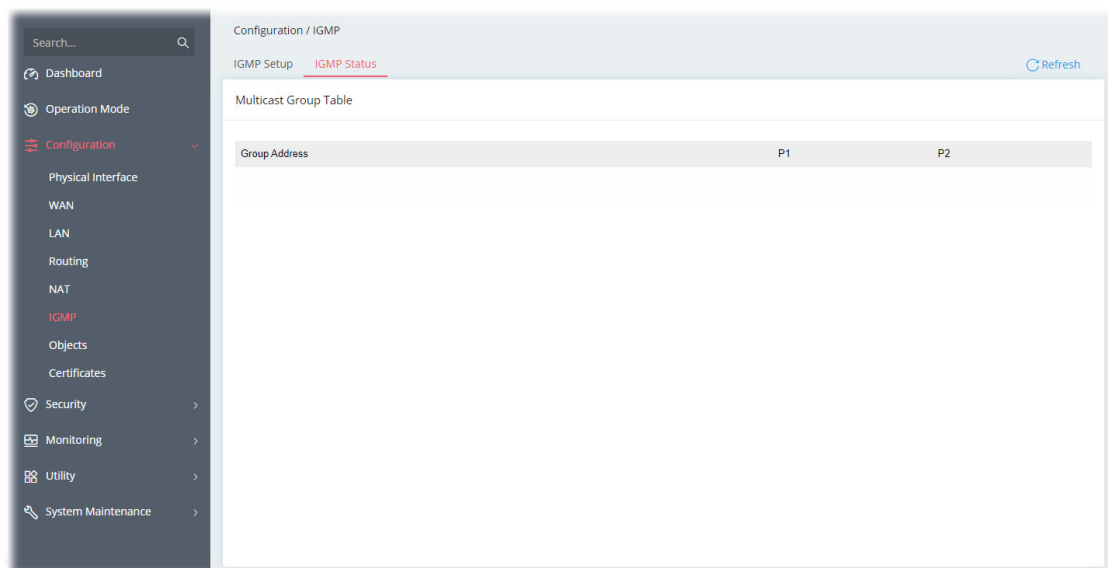 Search...
Dashboard
Operation Mode
Configuration
Physical Interface
WAN
LAN
Routing
NAT
IGMP
Objects
Certificates
Security
Monitoring
Utility
System Maintenance
Configuration / IGMP
IGMP Setup IGMP Status Refresh
Multicast Group Table
Group Address P1 P2